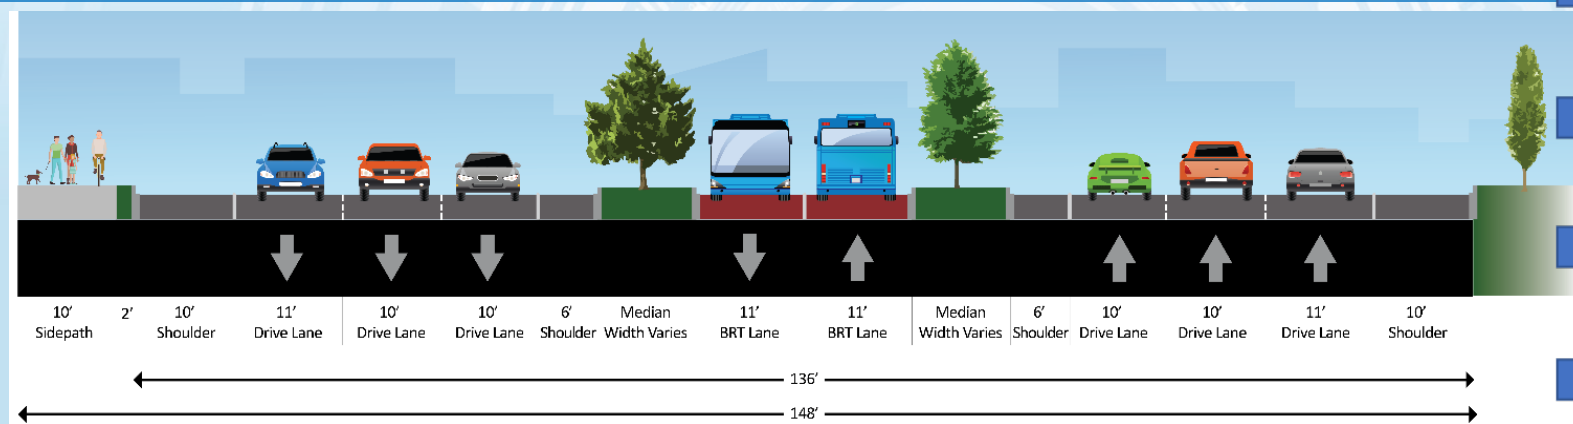 10' 2' 10' 11' 10' 10' 6' Median 11' 11' Median 6' 10' 10' 11' 10'
Sidepath Shoulder Drive Lane Drive Lane Drive Lane Shoulder Width Varies BRT Lane BRT Lane Width Varies Shoulder Drive Lane Drive Lane Drive Lane Shoulder
136'
148'